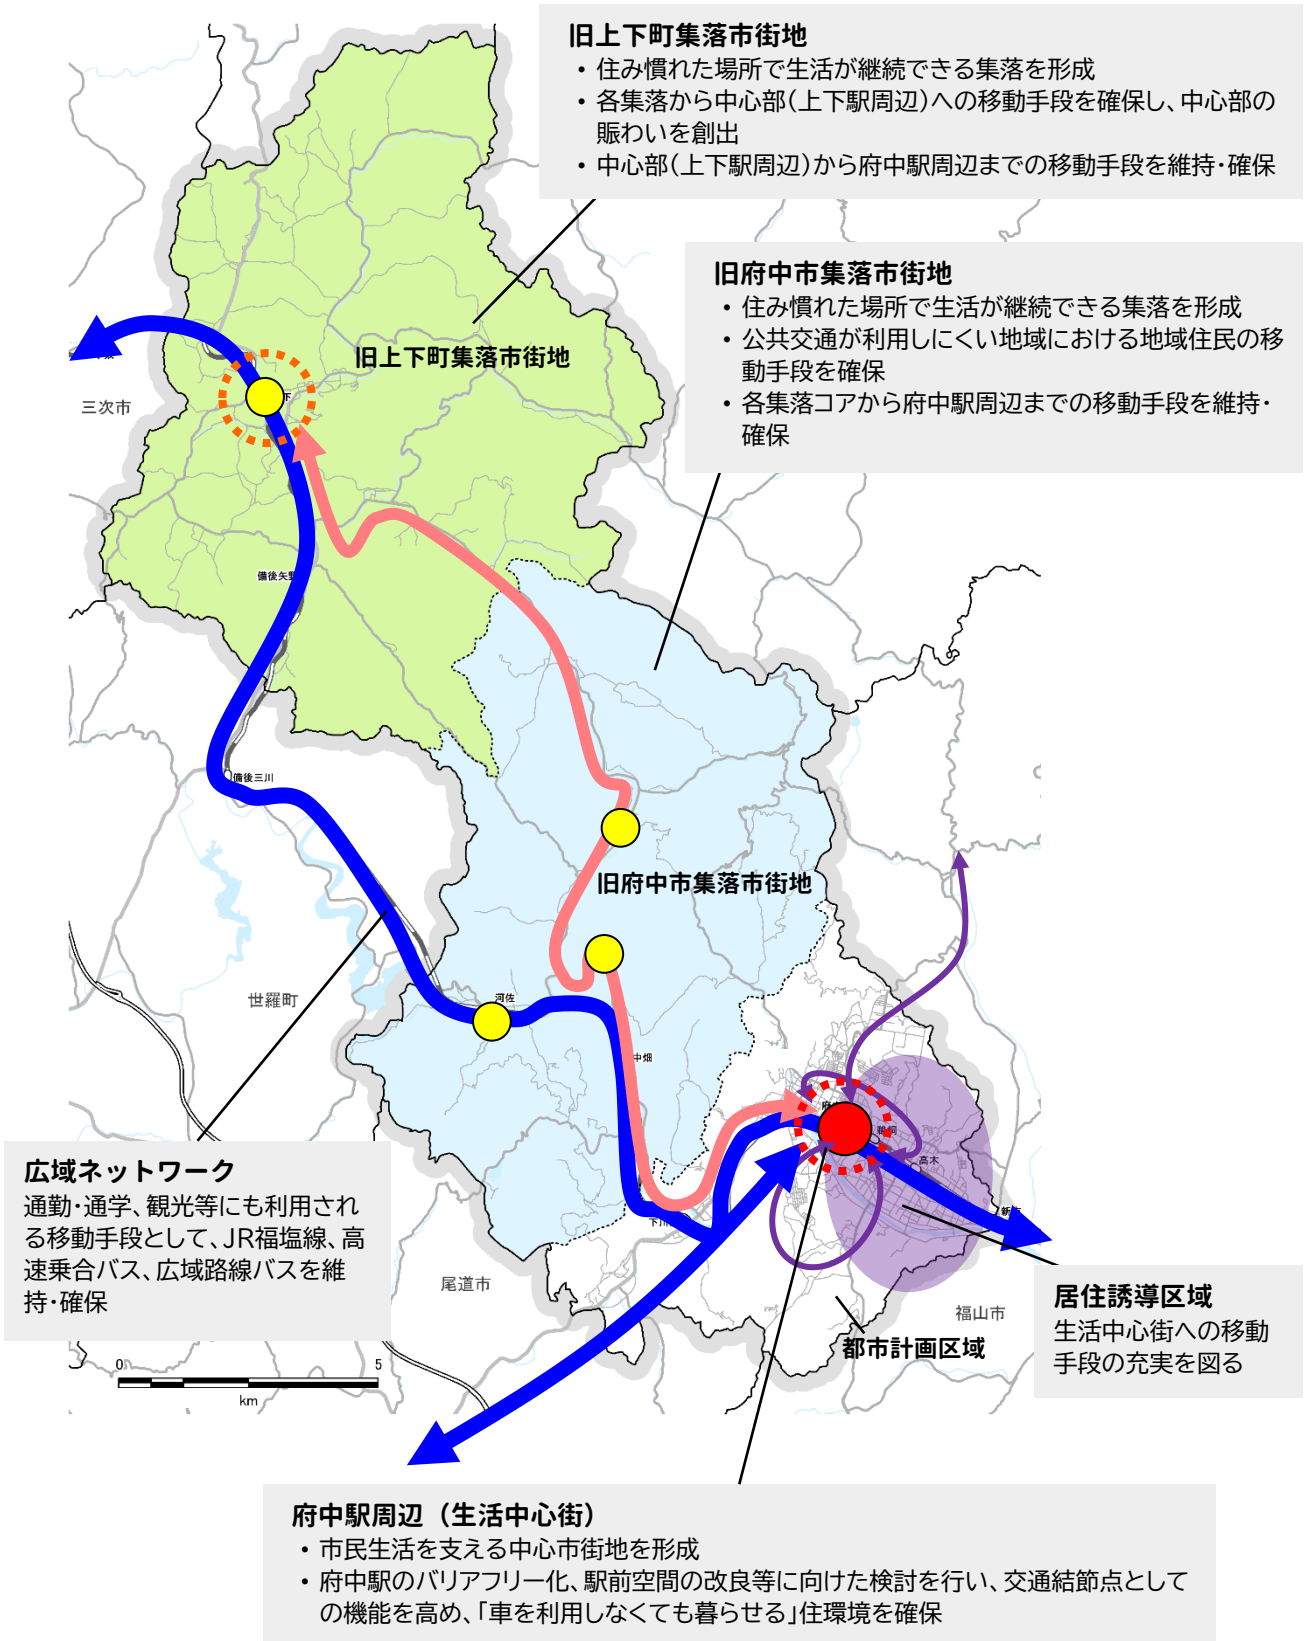 旧上下町集落市街地
・住み慣れた場所で生活が継続できる集落を形成
・各集落から中心部(上下駅周辺)への移動手段を確保し、中心部の
賑わいを創出
・中心部(上下駅周辺)から府中駅周辺までの移動手段を維持・確保
旧府中市集落市街地
・住み慣れた場所で生活が継続できる集落を形成
・公共交通が利用しにくい地域における地域住民の移
動手段を確保
・各集落コアから府中駅周辺までの移動手段を維持・
確保
旧上下町集落市街地
三次市
下
備後矢野
備後三川
旧府中市集落市街地
世羅町
河佐
中畑
高木
下川
尾道市
福山市
広域ネットワーク
通勤・通学、観光等にも利用され
る移動手段として、JR福塩線、高
速乗合バス、広域路線バスを維
持・確保
居住誘導区域
生活中心街への移動
手段の充実を図る
都市計画区域
0 5
km
府中駅周辺(生活中心街)
・市民生活を支える中心市街地を形成
・府中駅のバリアフリー化、駅前空間の改良等に向けた検討を行い、交通結節点として
の機能を高め、「車を利用しなくても暮らせる」住環境を確保